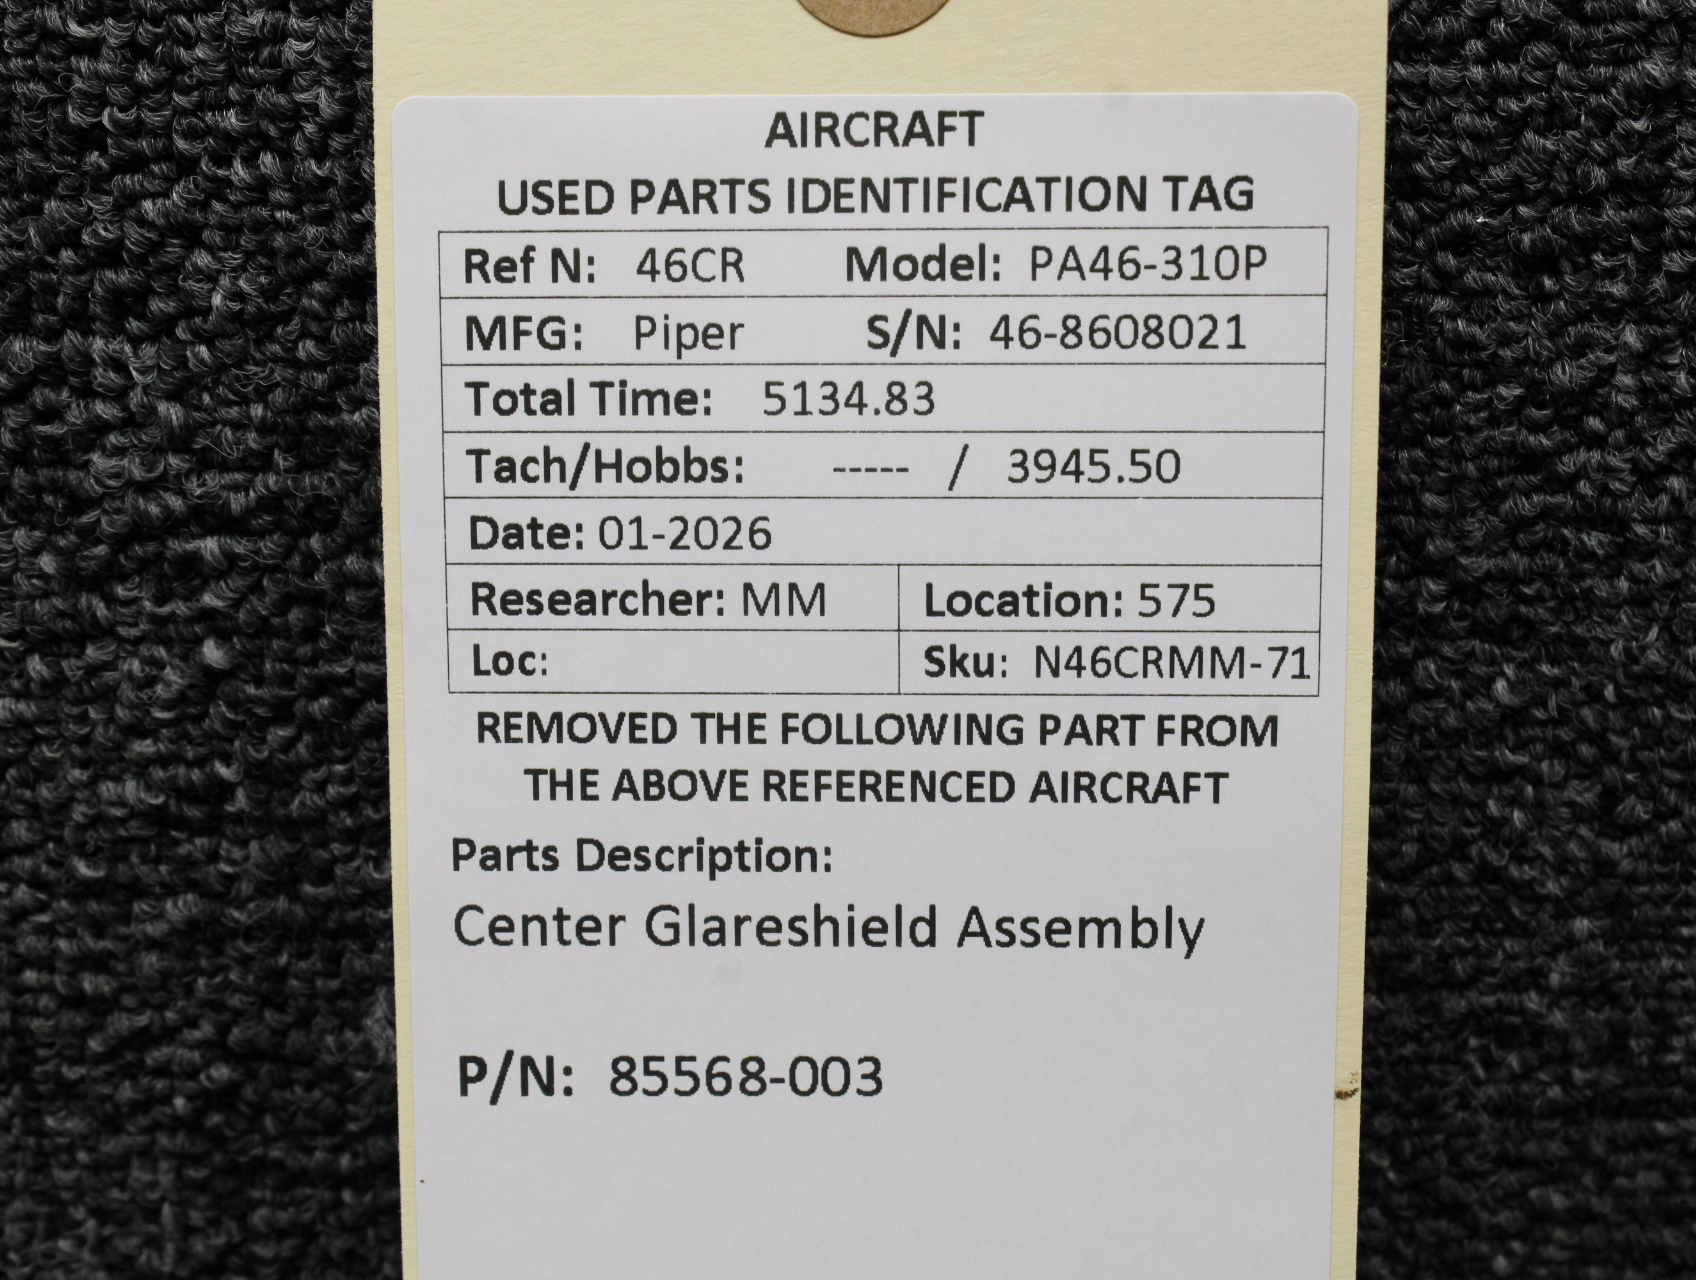 AIRCRAFT
USED PARTS IDENTIFICATION TAG
Ref N: 46CR Model: PA46-310P
MFG: Piper S/N: 46-8608021
Total Time: 5134.83
Tach/Hobbs: ----- / 3945.50
Date: 01-2026
Researcher: MM Location: 575
Loc: Sku: N46CRMM-71
REMOVED THE FOLLOWING PART FROM
THE ABOVE REFERENCED AIRCRAFT
Parts Description:
Center Glareshield Assembly
P/N: 85568-003